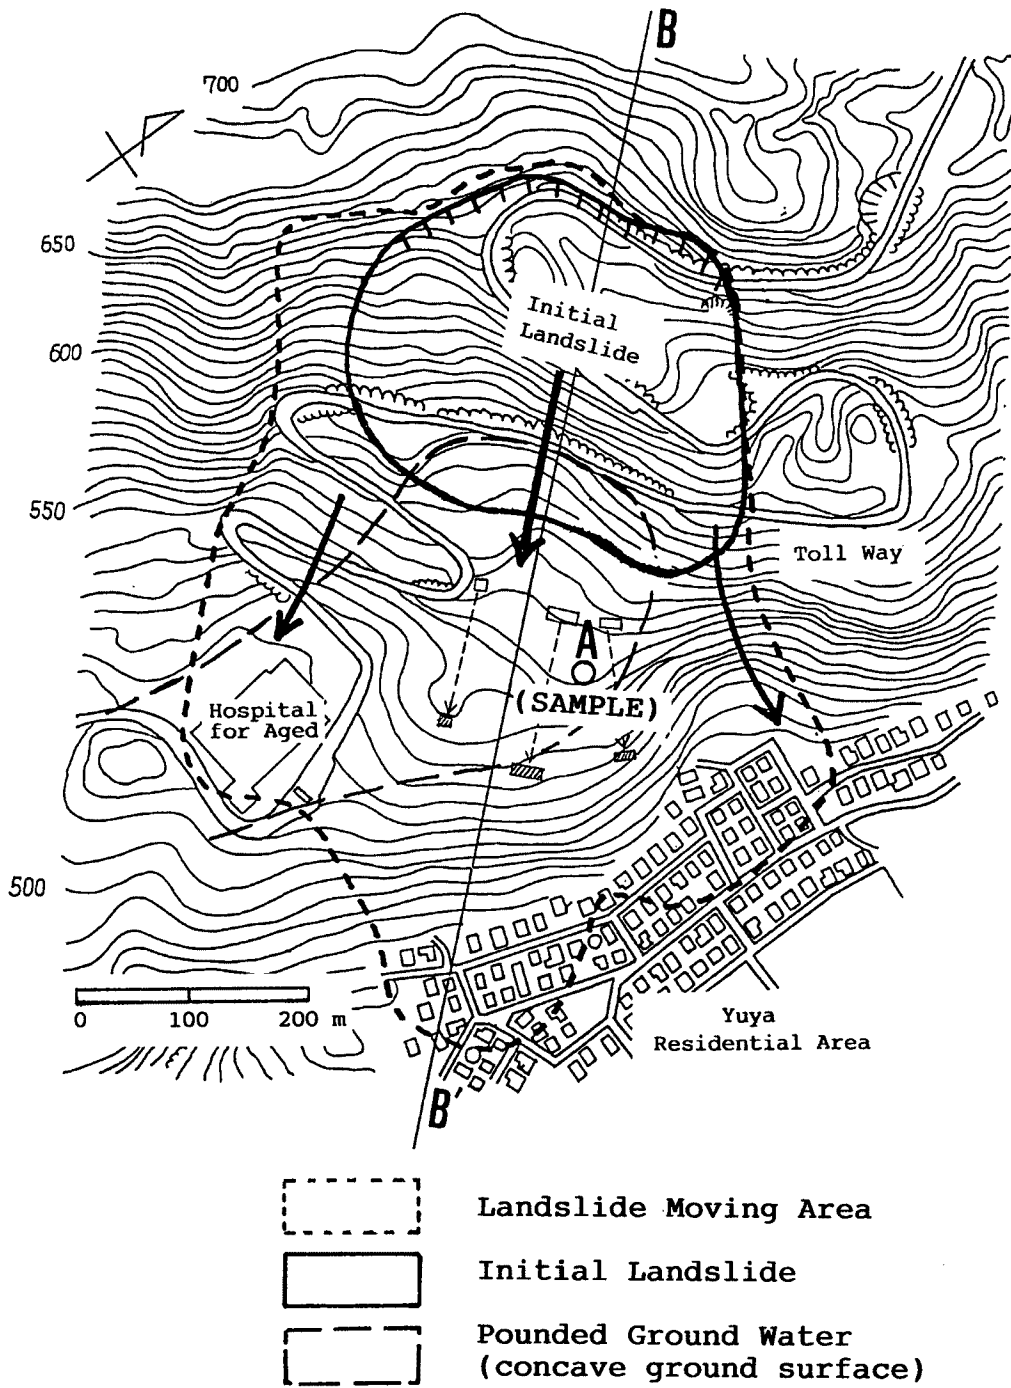 B
700
650
Initial
Landslide
600
550
Toll Way
A
(SAMPLE)
Hospital
for Aged
500
0 100 200 m
Yuya
Residential Area
B'
Landslide Moving Area
Initial Landslide
Pounded Ground Water
(concave ground surface)